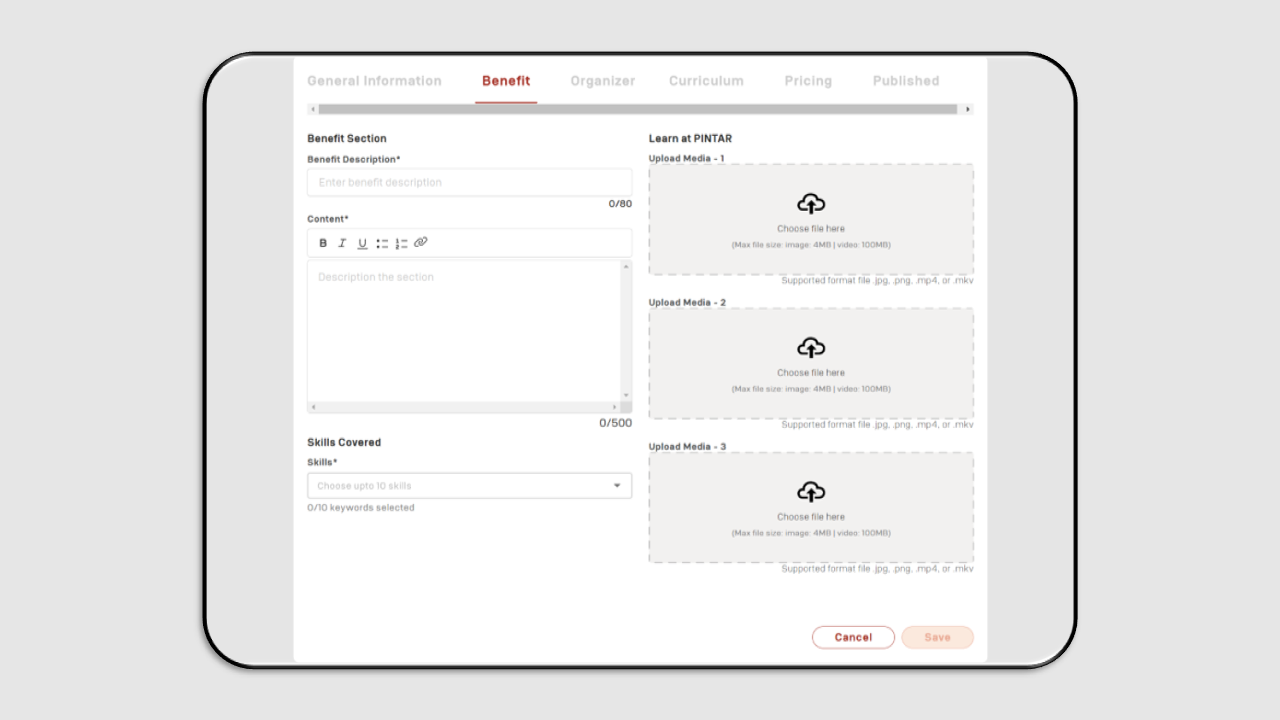 General Information Benefit Organizer Curriculum Pricing Published
Benefit Section
Benefit Description*
Enter benefit description
0/80
Content*
B I U
Description the section
0/500
Skills Covered
Skills*
Choose upto 10 skills
0/10 keywords selected
Learn at PINTAR
Upload Media - 1
Choose file here
(Max file size: image: 4MB | video: 100MB)
Supported format file .jpg, .png, .mp4, or .mkv
Upload Media - 2
Choose file here
(Max file size: image: 4MB | video: 100MB)
Supported format file .jpg, .png, .mp4, or .mkv
Upload Media - 3
Choose file here
(Max file size: image: 4MB | video: 100MB)
Supported format file .jpg, .png, .mp4, or .mkv
Cancel Save